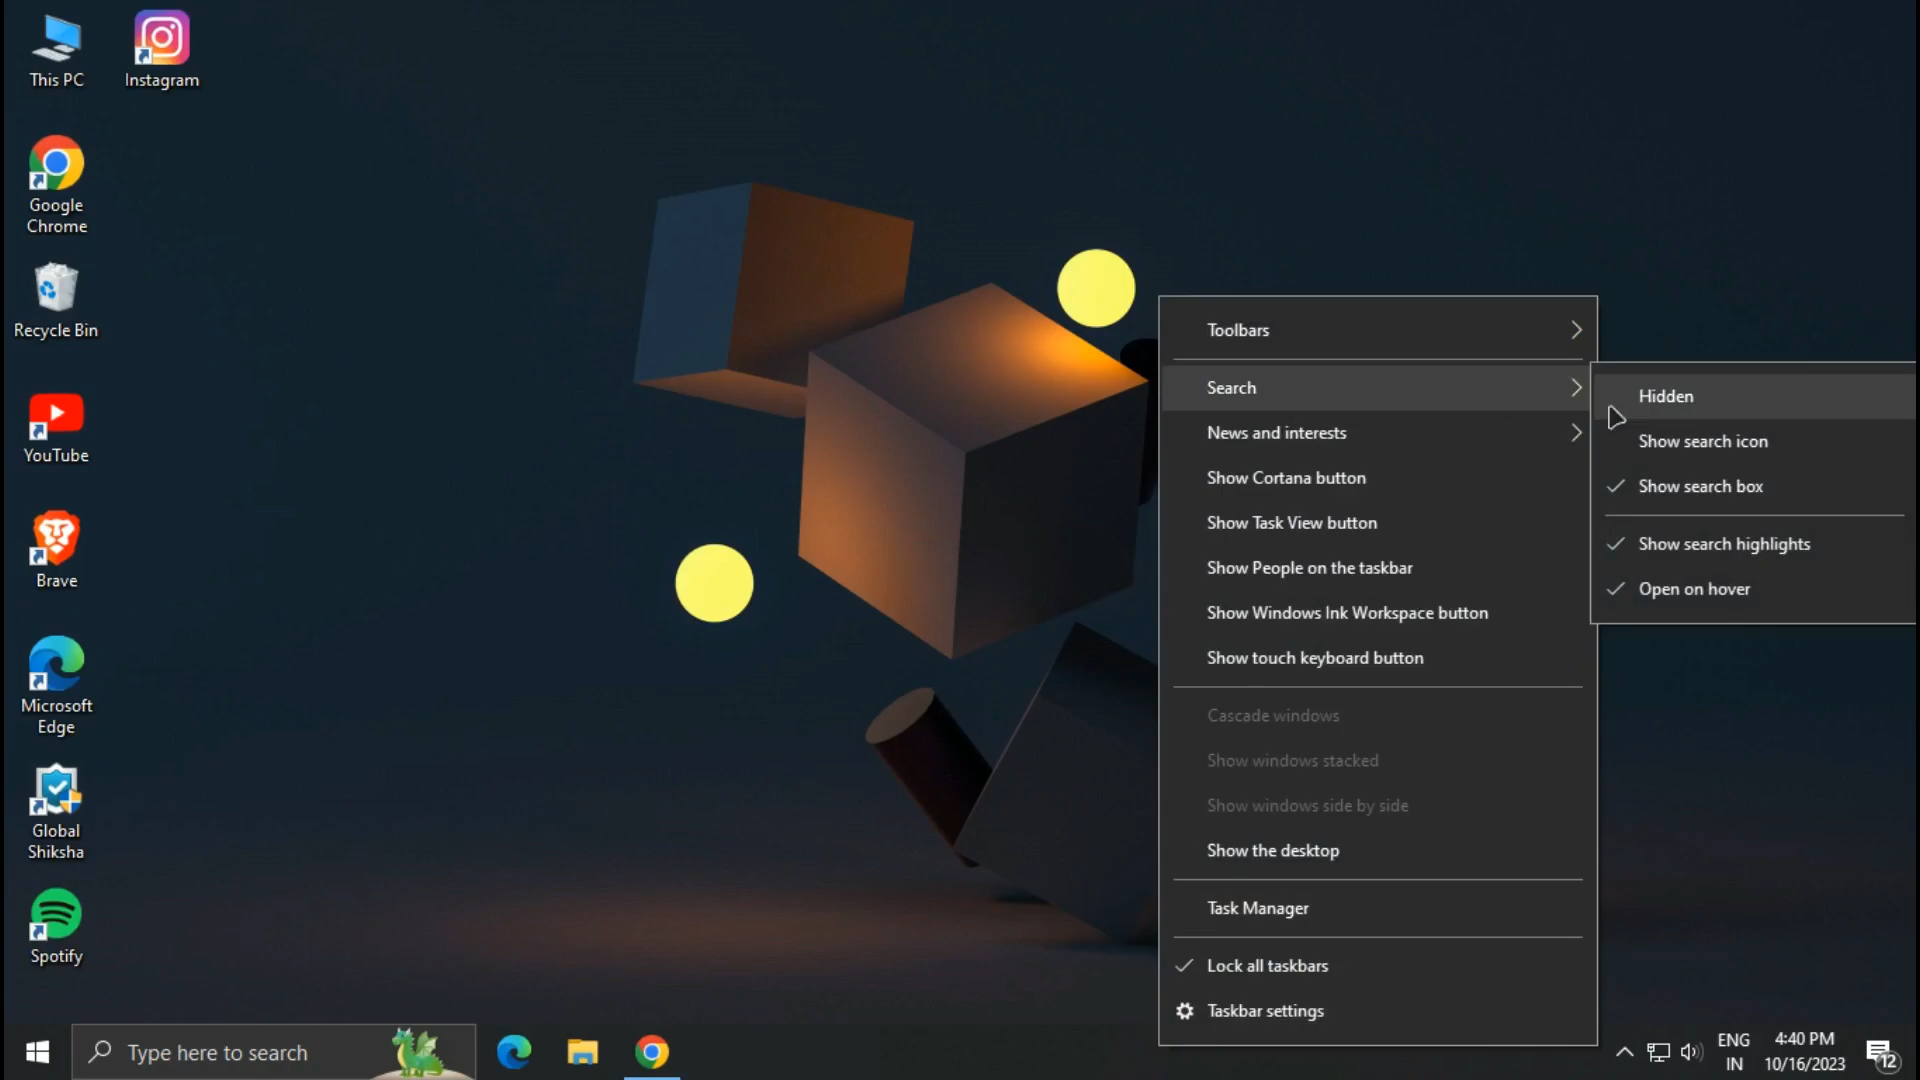 This PC
Instagram
Google
Chrome
Recycle Bin
YouTube
Brave
Microsoft
Edge
Global
Shiksha
Spotify
Toolbars
Search
News and interests
Show Cortana button
Show Task View button
Show People on the taskbar
Show Windows Ink Workspace button
Show touch keyboard button
Cascade windows
Show windows stacked
Show windows side by side
Show the desktop
Task Manager
Lock all taskbars
Taskbar settings
Hidden
Show search icon
Show search box
Show search highlights
Open on hover
Type here to search
ENG
IN
4:40 PM
10/16/2023
12